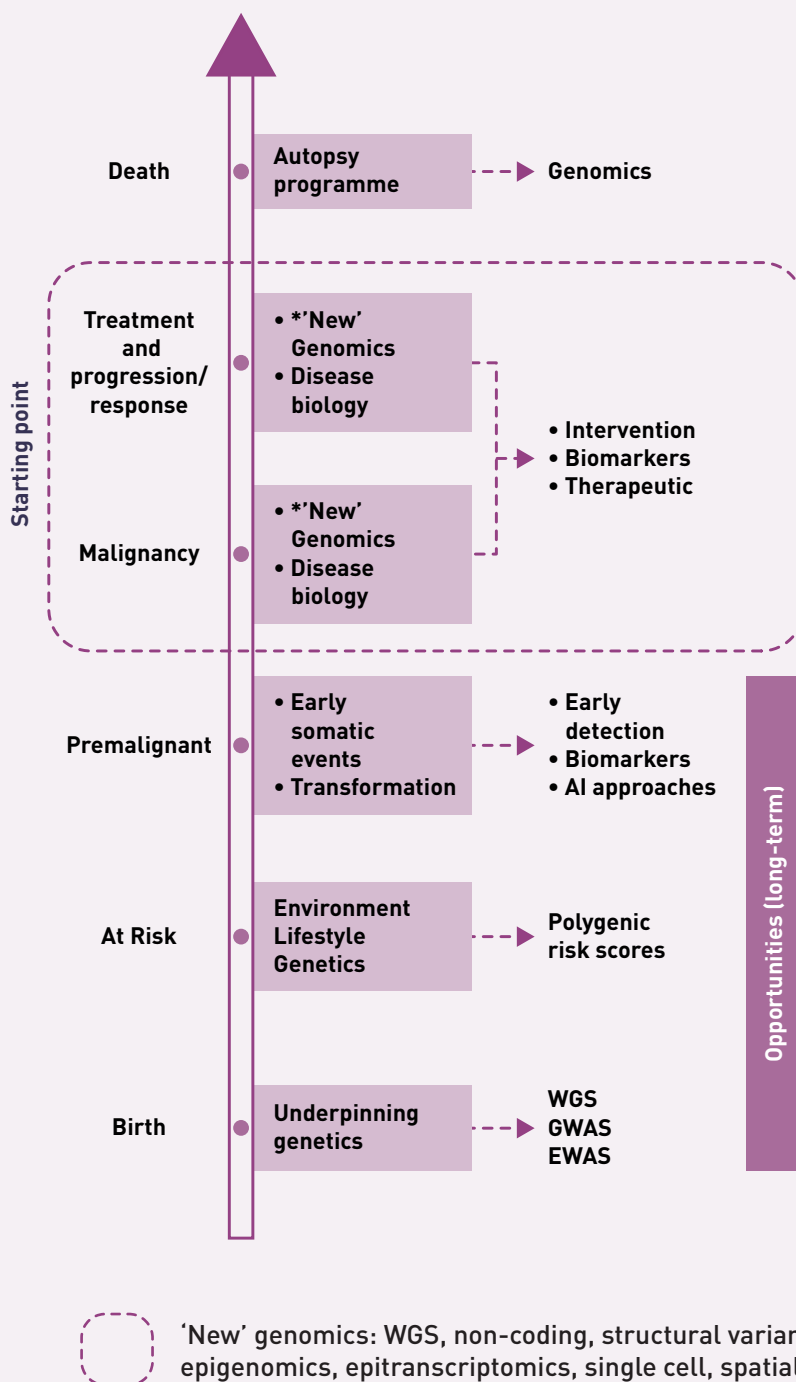 Death
Autopsy
programme
Genomics
Starting point
Treatment
and
progression/
response
• *’New’
Genomics
• Disease
biology
Malignancy
• *’New’
Genomics
• Disease
biology
• Intervention
• Biomarkers
• Therapeutic
Premalignant
• Early
somatic
events
• Transformation
• Early
detection
• Biomarkers
• AI approaches
Opportunities (long-term)
At Risk
Environment
Lifestyle
Genetics
Polygenic
risk scores
Birth
Underpinning
genetics
WGS
GWAS
EWAS
‘New’ genomics: WGS, non-coding, structural
epigenomics, epitranscriptomics, single cell, spatial